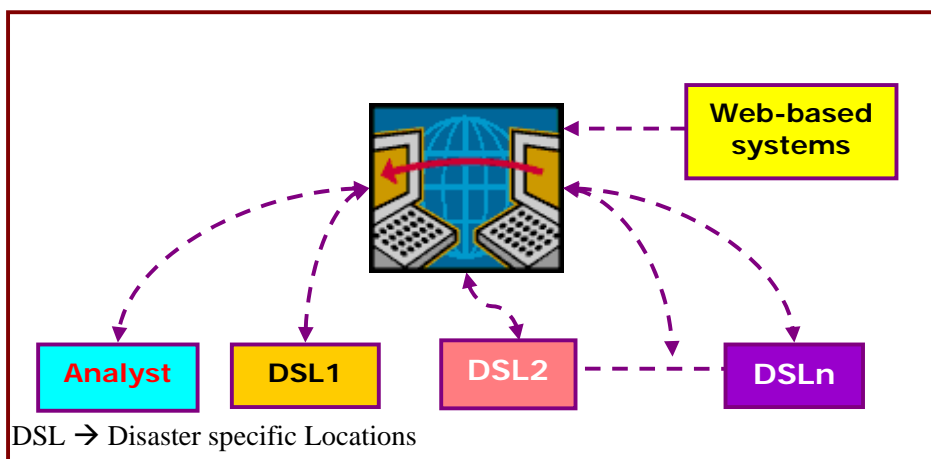 Web-based
systems
Analyst
DSL1
DSL2
DSLn
DSL → Disaster specific Locations